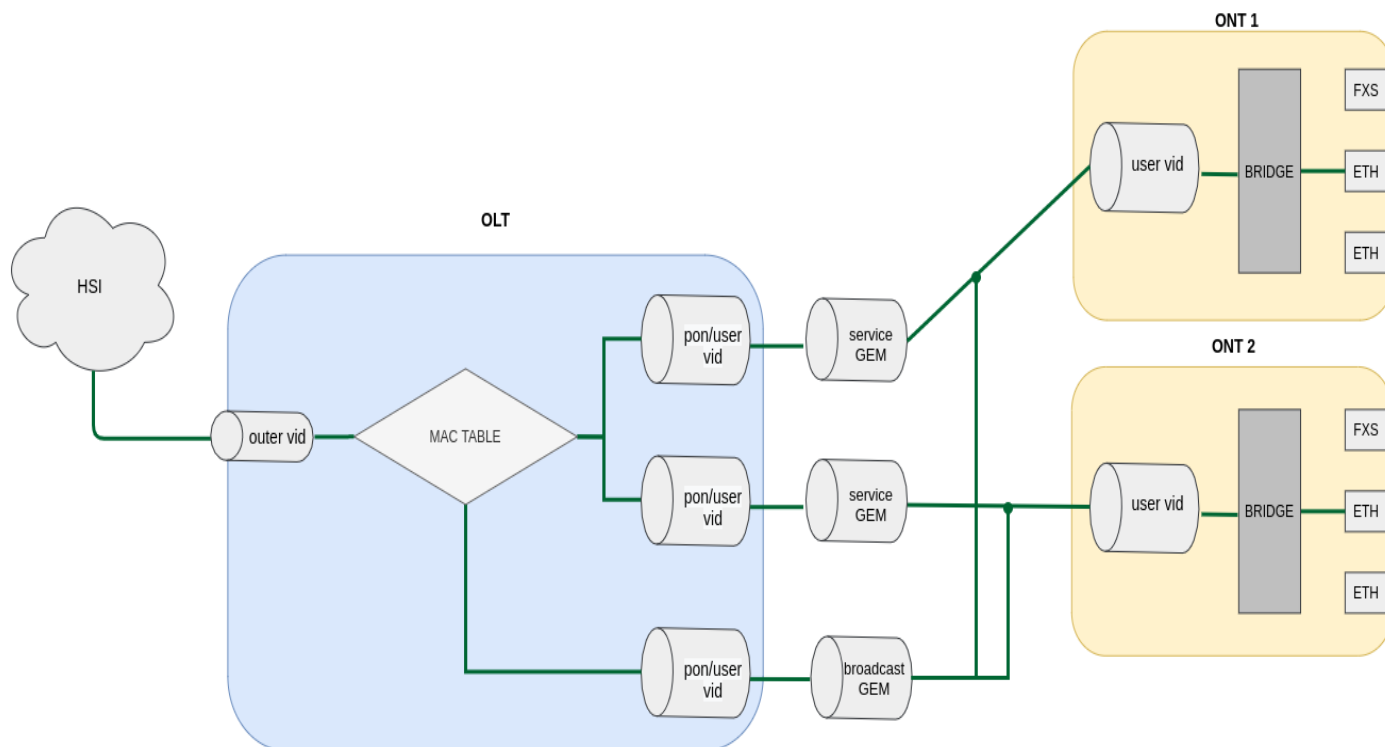 ONT 1
FXS
user vid
BRIDGE
ETH
ETH
OLT
HSI
outer vid
MAC TABLE
pon/user
vid
service
GEM
pon/user
vid
service
GEM
pon/user
vid
broadcast
GEM
ONT 2
FXS
user vid
BRIDGE
ETH
ETH